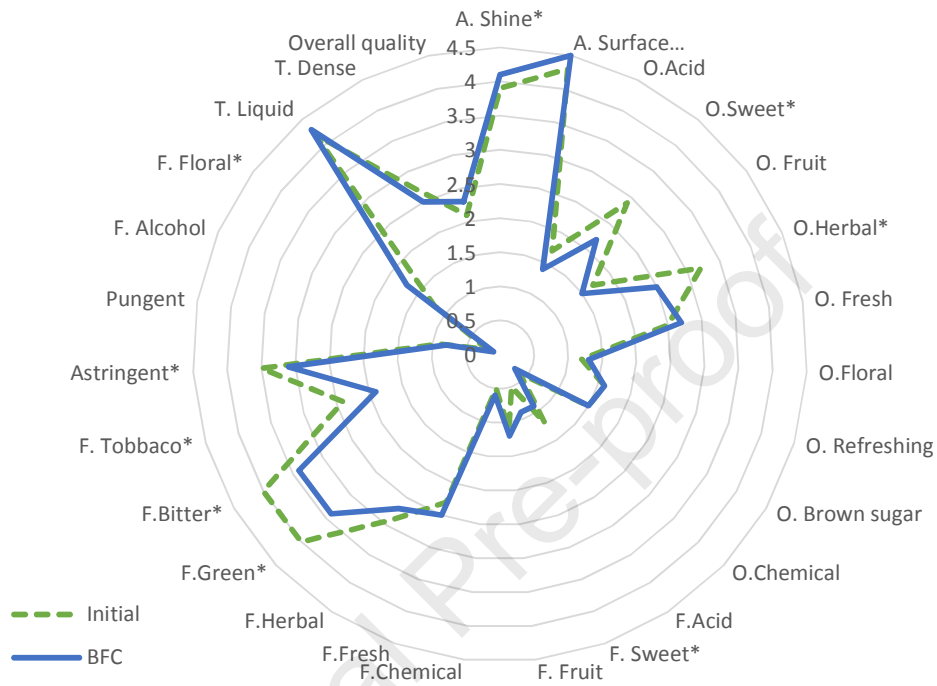 A. Shine*
A. Surface...
O.Acid
O.Sweet*
O. Fruit
O.Herbal*
O. Fresh
O.Floral
O. Refreshing
O. Brown sugar
O.Chemical
F.Acid
F. Sweet*
F. Fruit
F.Chemical
F.Fresh
F.Herbal
F.Green*
F.Bitter*
F. Tobbaco*
Astringent*
Pungent
F. Alcohol
F. Floral*
T. Liquid
T. Dense
Overall quality
4.5
4
3.5
3
2.5
2
1.5
1
0.5
0
Initial
BFC
al Pre-proof